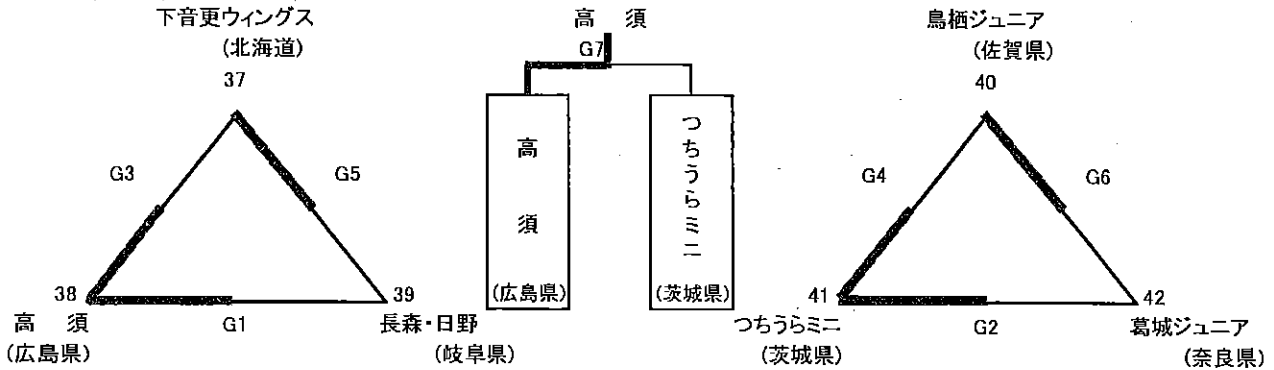 下音更ウィングス
(北海道)
37
G3
G5
38
39
高 須
(広島県)
G1
長森・日野
(岐阜県)
高 須
G7
高須
(広島県)
つちうらミニ
(茨城県)
鳥栖ジュニア
(佐賀県)
40
G4
G6
41
42
つちうらミニ
(茨城県)
G2
葛城ジュニア
(奈良県)